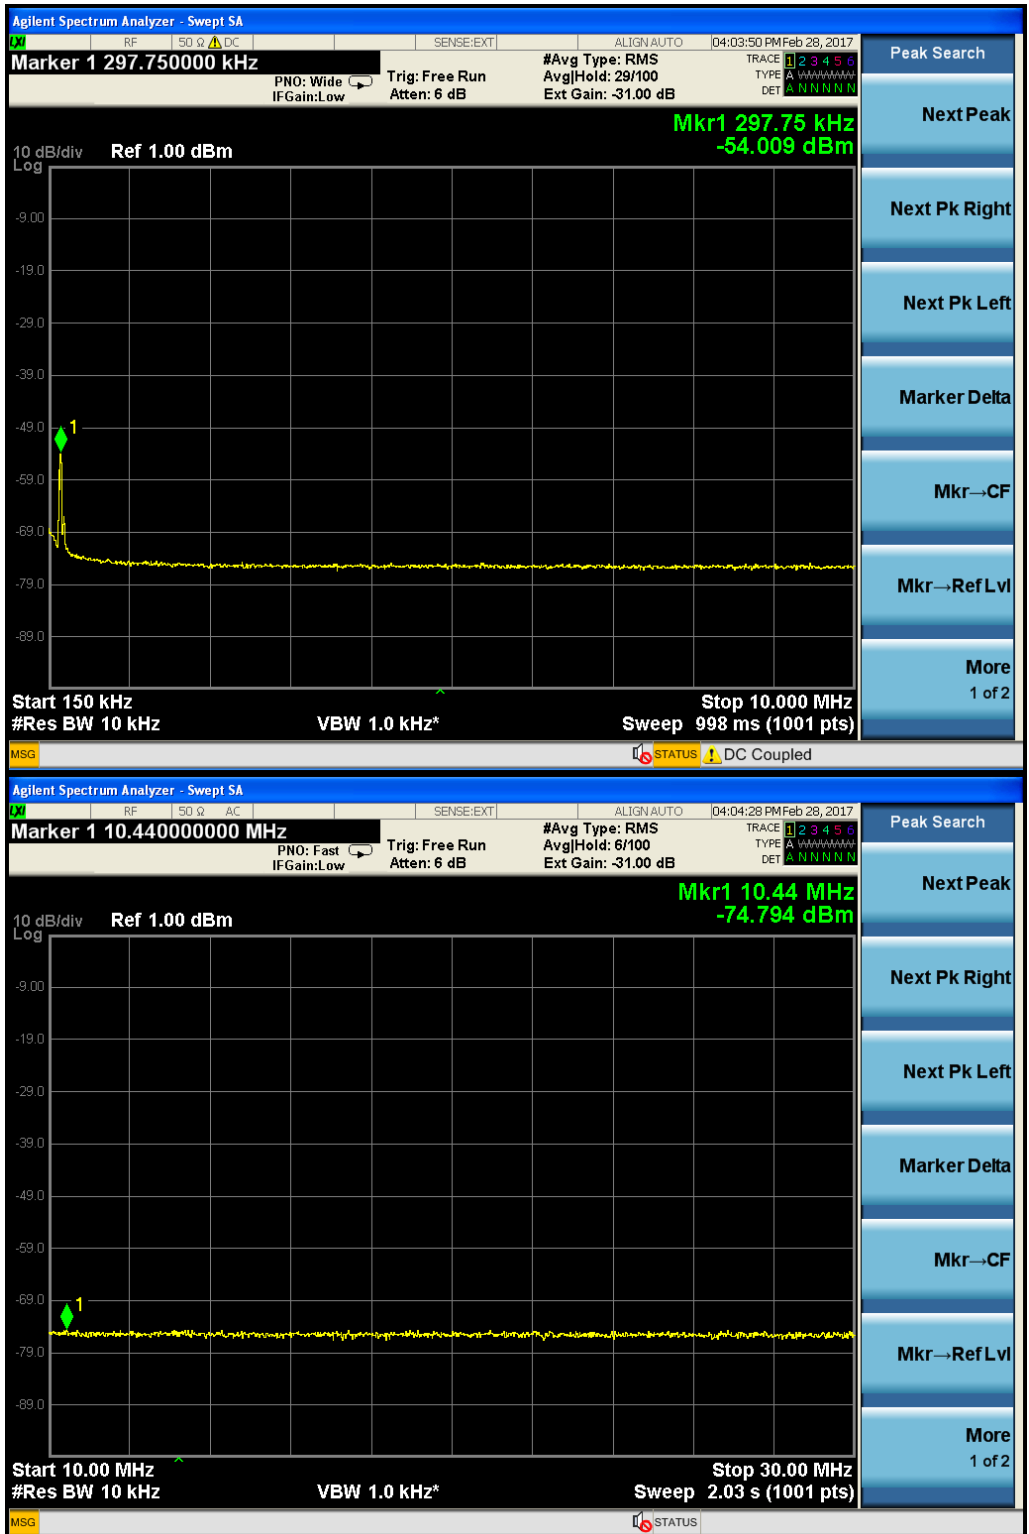 Agilent Spectrum Analyzer - Swept SA
LXI RF 50 Ω DC SENSE:EXT ALIGN AUTO 04:03:50 PM Feb 28, 2017
Marker 1 297.750000 kHz
PNO: Wide
IFGain:Low
Trig: Free Run
Atten: 6 dB
#Avg Type: RMS
Avg|Hold: 29/100
Ext Gain: -31.00 dB
TRACE 1 2 3 4 5 6
TYPE A WWWWW
DET A N N N N N
Mkr1 297.75 kHz
-54.009 dBm
10 dB/div Ref 1.00 dBm
Log
-9.00
-19.0
-29.0
-39.0
-49.0
1
-59.0
-69.0
-79.0
-89.0
Start 150 kHz Stop 10.000 MHz
#Res BW 10 kHz VBW 1.0 kHz* Sweep 998 ms (1001 pts)
MSG STATUS DC Coupled
Peak Search
Next Peak
Next Pk Right
Next Pk Left
Marker Delta
Mkr→CF
Mkr→Ref Lvl
More
1 of 2
Agilent Spectrum Analyzer - Swept SA
LXI RF 50 Ω AC SENSE:EXT ALIGN AUTO 04:04:28 PM Feb 28, 2017
Marker 1 10.440000000 MHz
PNO: Fast
IFGain:Low
Trig: Free Run
Atten: 6 dB
#Avg Type: RMS
Avg|Hold: 6/100
Ext Gain: -31.00 dB
TRACE 1 2 3 4 5 6
TYPE A WWWWW
DET A N N N N N
Mkr1 10.44 MHz
-74.794 dBm
10 dB/div Ref 1.00 dBm
Log
-9.00
-19.0
-29.0
-39.0
-49.0
-59.0
-69.0
1
-79.0
-89.0
Start 10.00 MHz Stop 30.00 MHz
#Res BW 10 kHz VBW 1.0 kHz* Sweep 2.03 s (1001 pts)
MSG STATUS
Peak Search
Next Peak
Next Pk Right
Next Pk Left
Marker Delta
Mkr→CF
Mkr→Ref Lvl
More
1 of 2